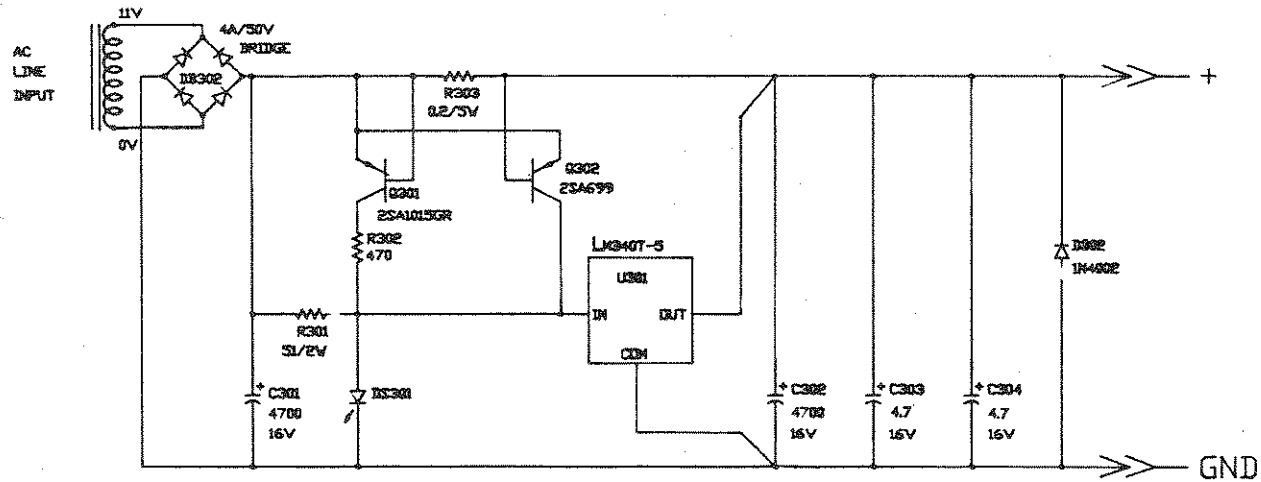 11V
4A/50V
BRIDGE
AC
LINE
INPUT
DB302
0V
R303
0.2/5W
+
Q301
2SA1015GR
Q302
2SA699
R302
470
LM340T-5
U301
IN
OUT
COM
D302
1N4002
R301
51/2W
+ C301
4700
16V
DS301
+ C302
4700
16V
+ C303
4.7
16V
+ C304
4.7
16V
GND